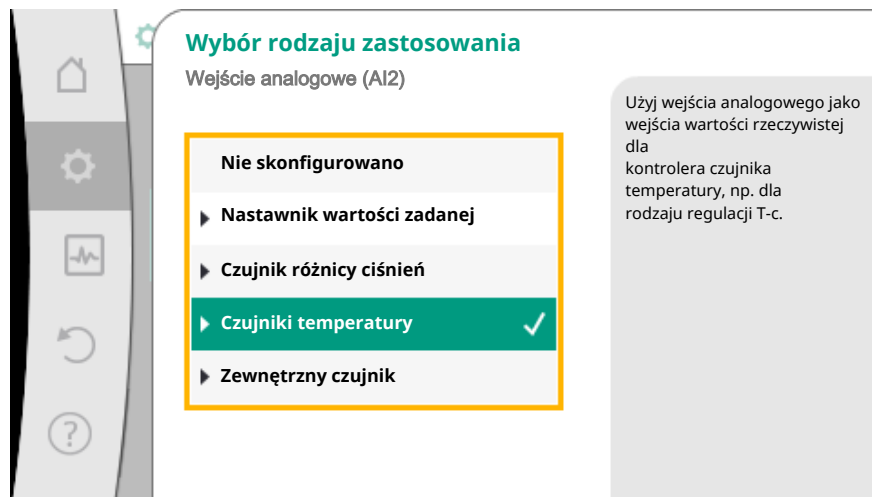 Wybór rodzaju zastosowania
Wejście analogowe (AI2)
Nie skonfigurowano
Nastawnik wartości zadanej
Czujnik różnicy ciśnień
Czujniki temperatury
Zewnętrzny czujnik
Użyj wejścia analogowego jako
wejścia wartości rzeczywistej
dla
kontrolera czujnika
temperatury, np. dla
rodzaju regulacji T-c.
?